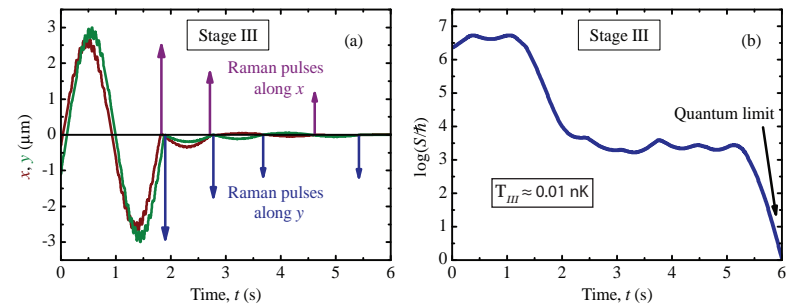 Stage III
(a)
Raman pulses
along x
Raman pulses
along y
x, y (μm)
3
2
1
0
-1
-2
-3
0 1 2 3 4 5 6
Time, t (s)
Stage III
(b)
Quantum limit
T_III ≈ 0.01 nK
log(S/ħ)
7
6
5
4
3
2
1
0
0 1 2 3 4 5 6
Time, t (s)